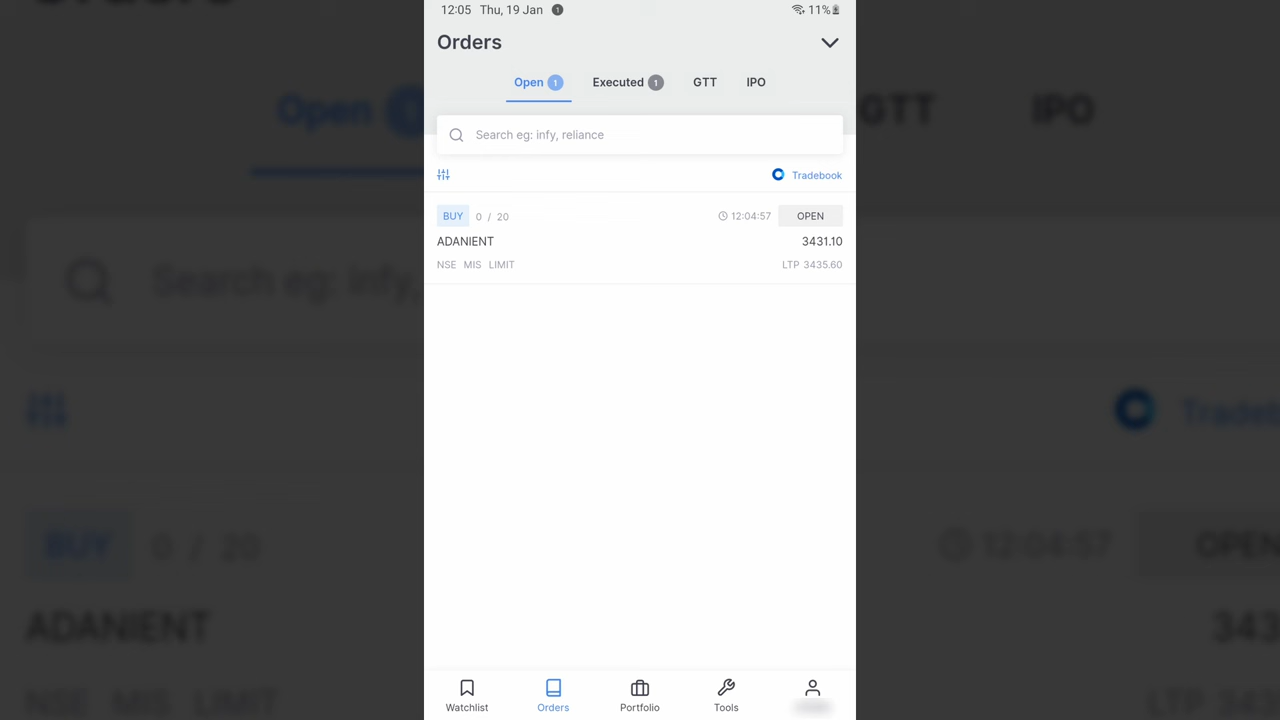 12:05 Thu, 19 Jan 1 11%
Orders
Open 1 Executed 1 GTT IPO
Search eg: infy, reliance
Tradebook
BUY 0 / 20 12:04:57 OPEN
ADANIENT 3431.10
NSE MIS LIMIT LTP 3435.60
Watchlist Orders Portfolio Tools